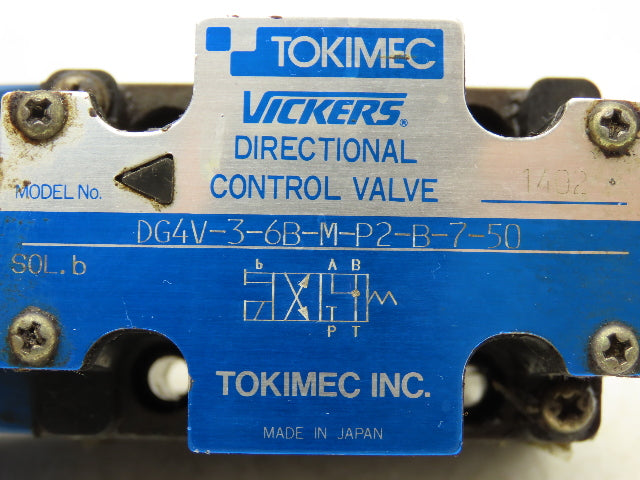 TOKIMEC
VICKERS®
DIRECTIONAL
CONTROL VALVE
MODEL No.
1402
DG4V-3-6B-M-P2-B-7-50
SOL.b
b A B
T
P T
TOKIMEC INC.
MADE IN JAPAN